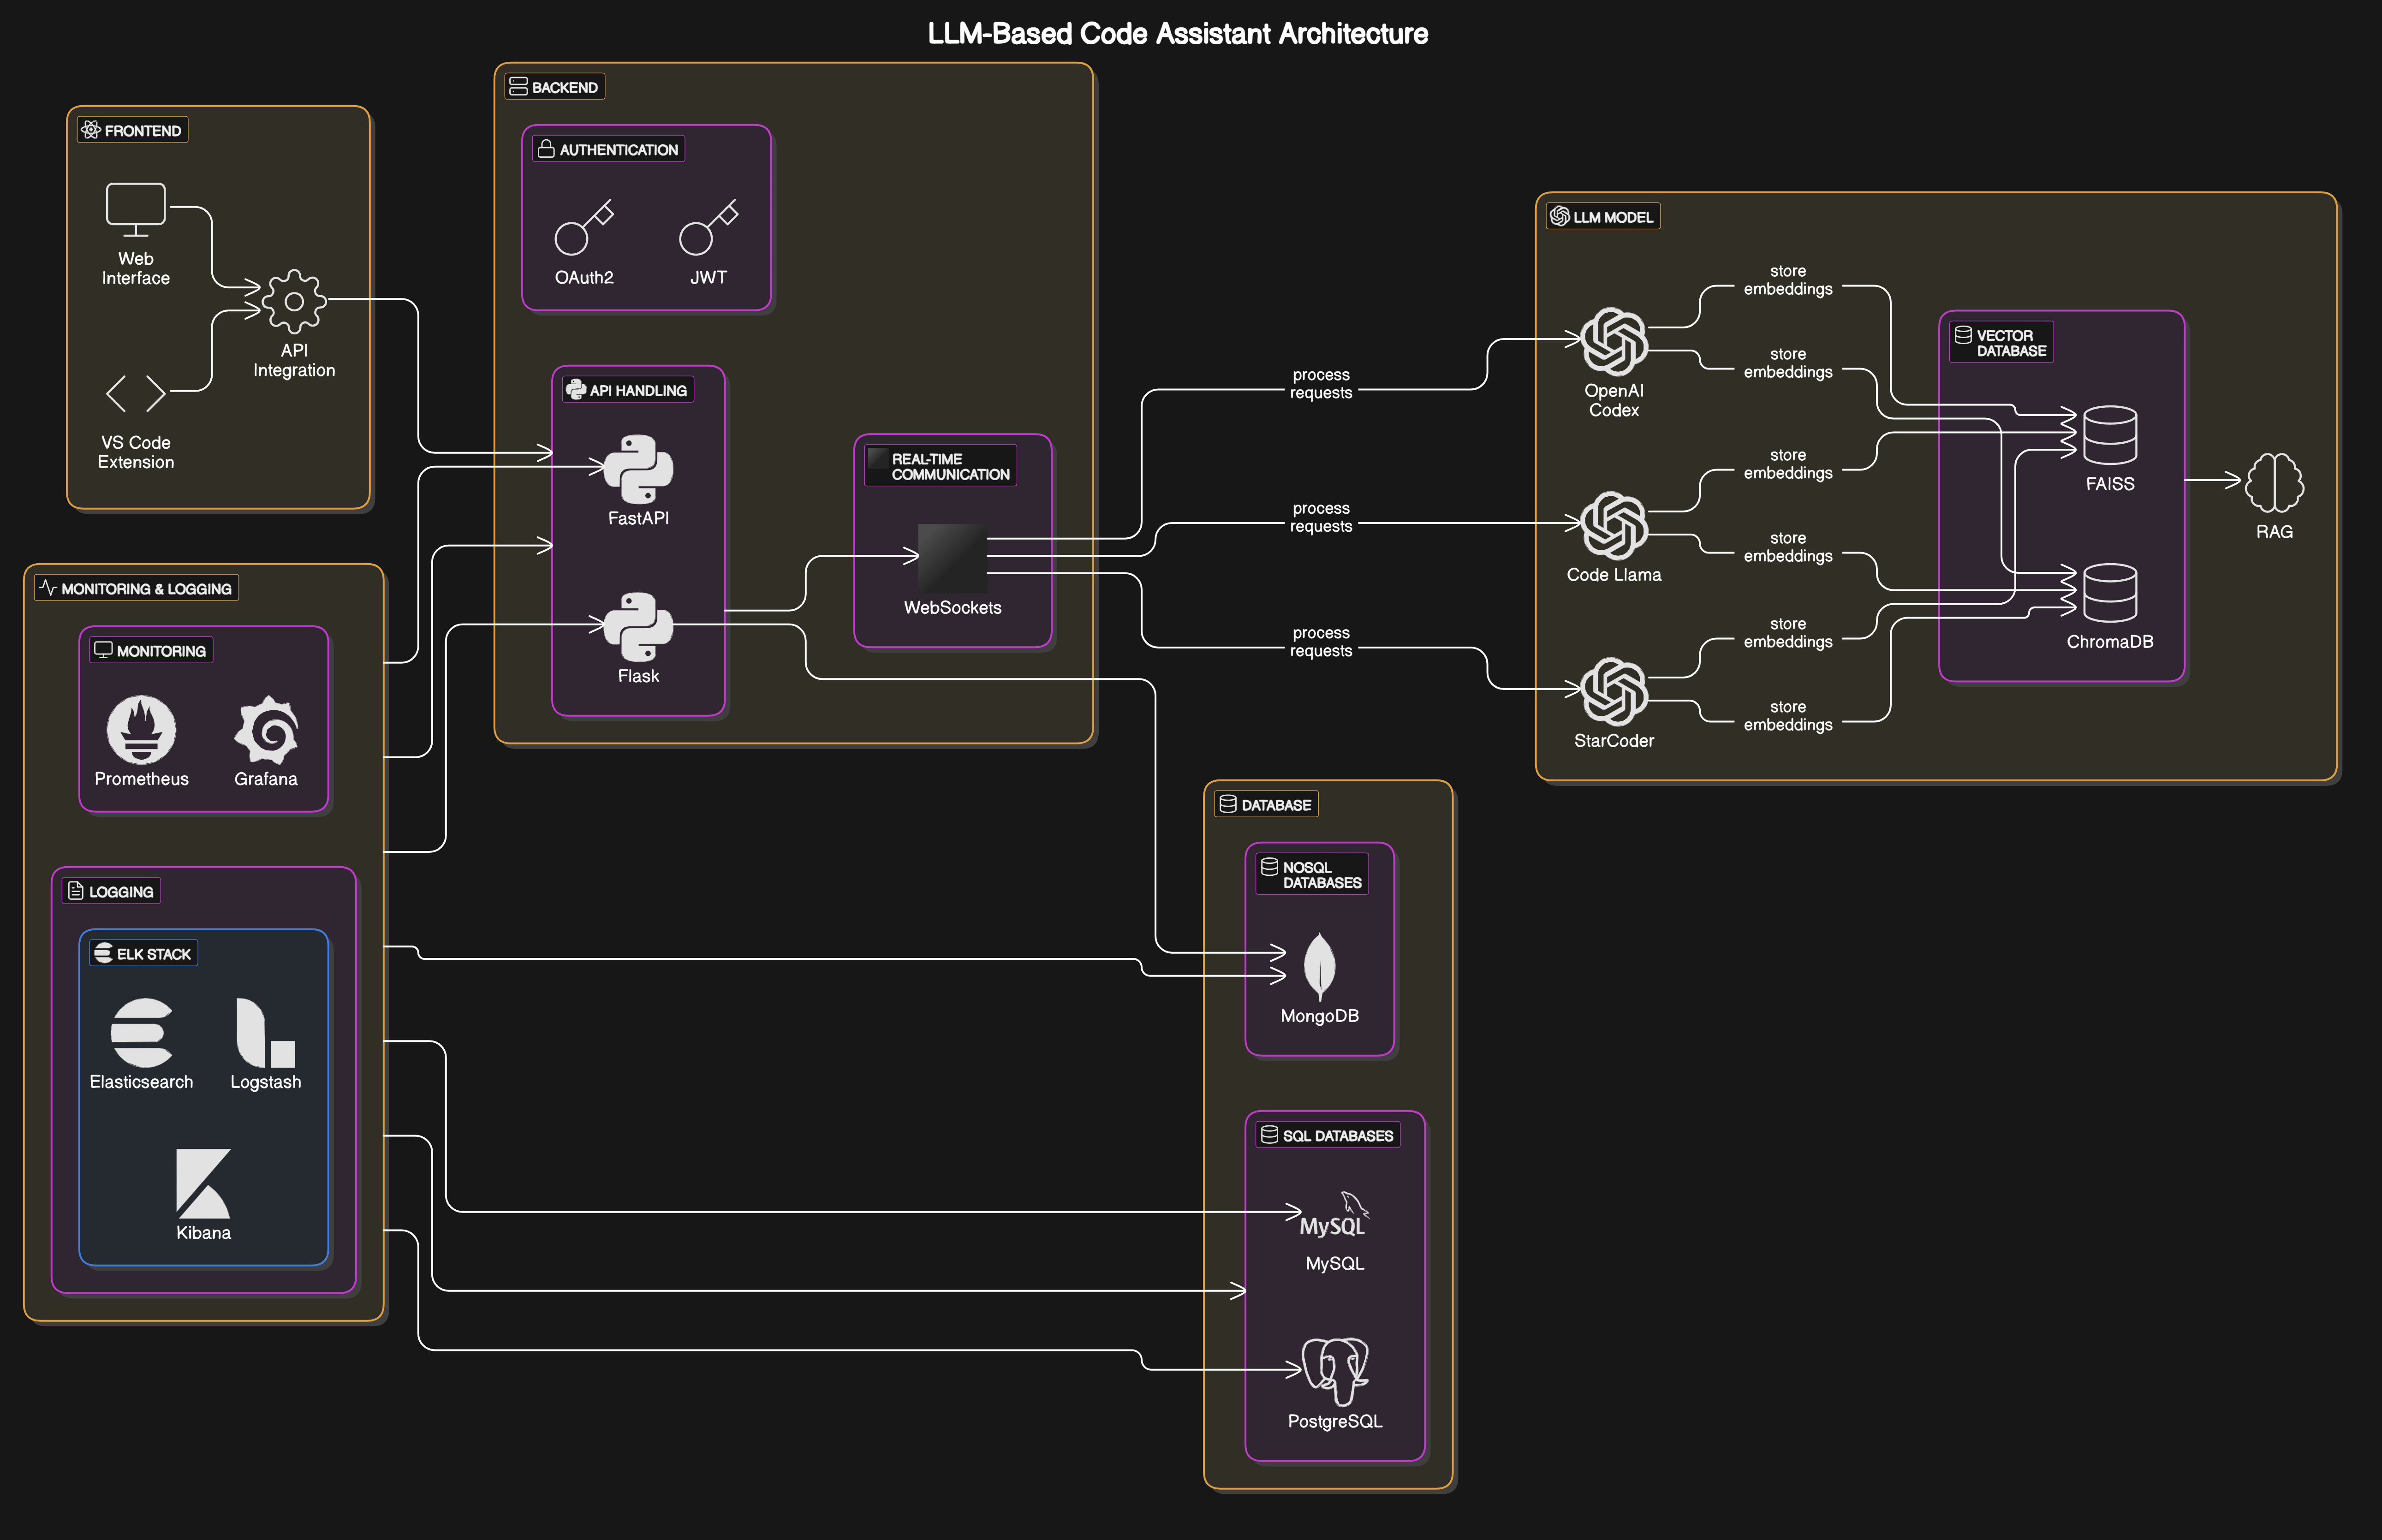 LLM-Based Code Assistant Architecture
FRONTEND
Web
Interface
API
Integration
VS Code
Extension
BACKEND
AUTHENTICATION
OAuth2
JWT
API HANDLING
FastAPI
Flask
REAL-TIME
COMMUNICATION
WebSockets
process
requests
process
requests
process
requests
LLM MODEL
OpenAI
Codex
Code Llama
StarCoder
store
embeddings
store
embeddings
store
embeddings
store
embeddings
store
embeddings
store
embeddings
VECTOR
DATABASE
FAISS
ChromaDB
RAG
MONITORING & LOGGING
MONITORING
Prometheus
Grafana
LOGGING
ELK STACK
Elasticsearch
Logstash
Kibana
DATABASE
NOSQL
DATABASES
MongoDB
SQL DATABASES
MySQL
MySQL
PostgreSQL